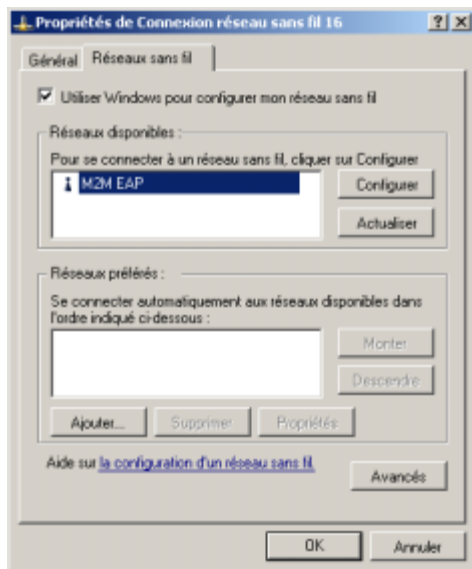 Propriétés de Connexion réseau sans fil 16
Général
Réseaux sans fil
Utiliser Windows pour configurer mon réseau sans fil
Réseaux disponibles :
Pour se connecter à un réseau sans fil, cliquer sur Configurer
M2M EAP
Configurer
Actualiser
Réseaux préférés :
Se connecter automatiquement aux réseaux disponibles dans
l'ordre indiqué ci-dessous :
Monter
Descendre
Ajouter...
Supprimer
Propriétés
Aide sur la configuration d'un réseau sans fil.
Avancés
OK
Annuler